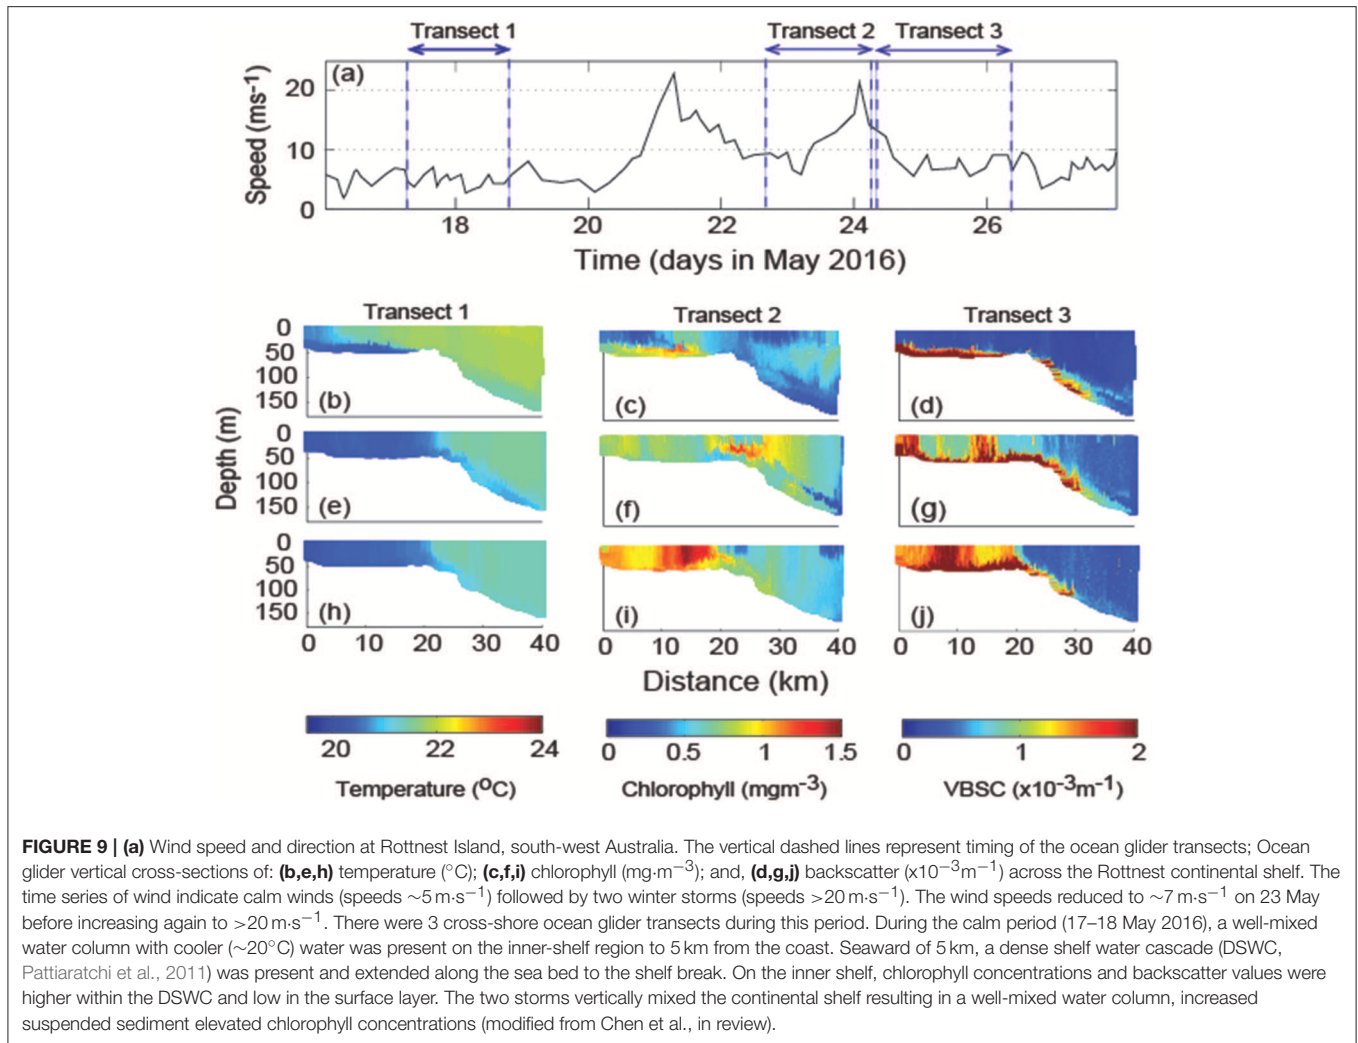 Transect 1 Transect 2 Transect 3
(a)
Speed (ms-1)
20
10
0
18 20 22 24 26
Time (days in May 2016)
Transect 1 Transect 2 Transect 3
Depth (m)
0
50
100
150
(b) (c) (d)
0
50
100
150
(e) (f) (g)
0
50
100
150
(h) (i) (j)
0 10 20 30 40 0 10 20 30 40 0 10 20 30 40
Distance (km)
20 22 24 0 0.5 1 1.5 0 1 2
Temperature (°C) Chlorophyll (mgm-3) VBSC (x10-3m-1)
FIGURE 9 | (a) Wind speed and direction at Rottnest Island, south-west Australia. The vertical dashed lines represent timing of the ocean glider transects; Ocean
glider vertical cross-sections of: (b,e,h) temperature (°C); (c,f,i) chlorophyll (mg·m−3); and, (d,g,j) backscatter (x10−3m−1) across the Rottnest continental shelf. The
time series of wind indicate calm winds (speeds ∼5 m·s−1) followed by two winter storms (speeds >20 m·s−1). The wind speeds reduced to ∼7 m·s−1 on 23 May
before increasing again to >20 m·s−1. There were 3 cross-shore ocean glider transects during this period. During the calm period (17–18 May 2016), a well-mixed
water column with cooler (∼20°C) water was present on the inner-shelf region to 5 km from the coast. Seaward of 5 km, a dense shelf water cascade (DSWC,
Pattiaratchi et al., 2011) was present and extended along the sea bed to the shelf break. On the inner shelf, chlorophyll concentrations and backscatter values were
higher within the DSWC and low in the surface layer. The two storms vertically mixed the continental shelf resulting in a well-mixed water column, increased
suspended sediment elevated chlorophyll concentrations (modified from Chen et al., in review).